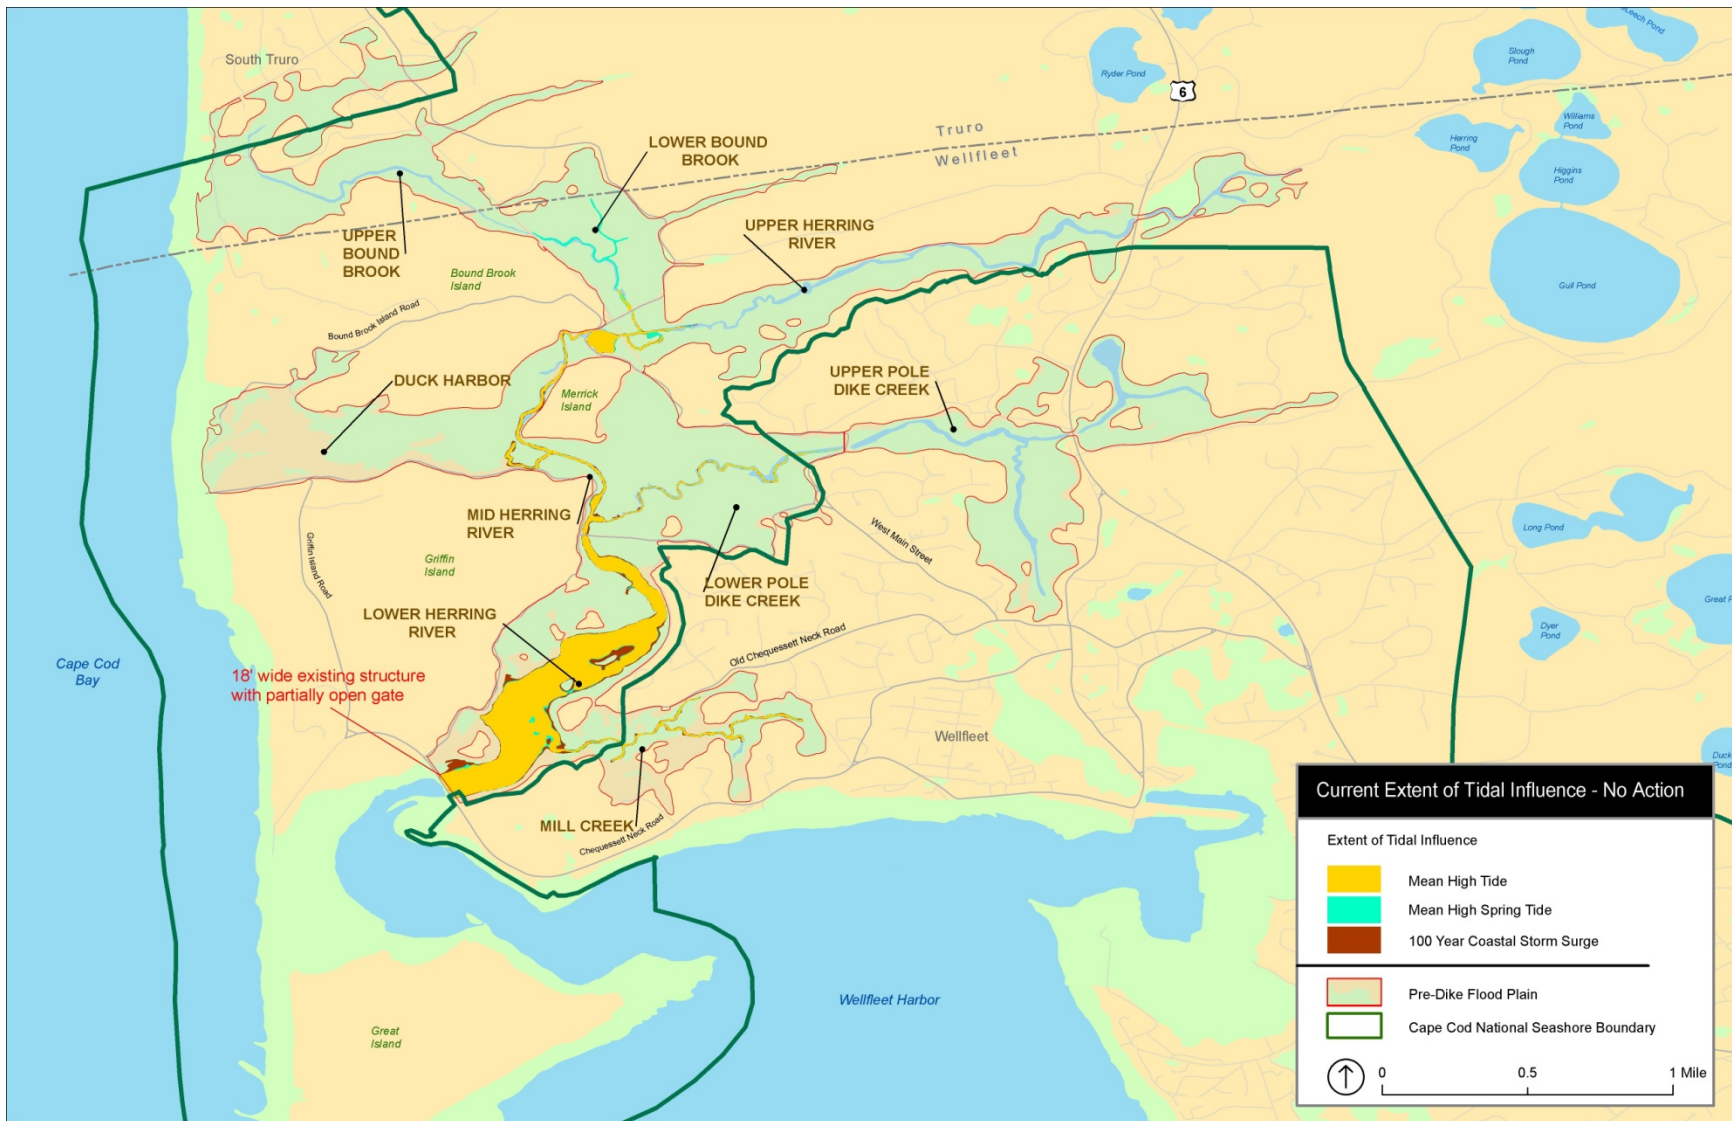 Leech Pond
South Truro
Slough
Pond
Ryder Pond
6
Williams
Pond
Truro
Wellfleet
Herring
Pond
LOWER BOUND
BROOK
Higgins
Pond
UPPER
BOUND
BROOK
UPPER HERRING
RIVER
Bound Brook
Island
Gull Pond
Bound Brook Island Road
DUCK HARBOR
Merrick
Island
UPPER POLE
DIKE CREEK
MID HERRING
RIVER
West Main Street
Long Pond
Griffin Island Road
Griffin
Island
LOWER POLE
DIKE CREEK
LOWER HERRING
RIVER
Great
Dyer
Pond
Old Chequessett Neck Road
Cape Cod
Bay
18' wide existing structure
with partially open gate
Wellfleet
Duck
Pond
MILL CREEK
Chequessett Neck Road
Wellfleet Harbor
Great
Island
Current Extent of Tidal Influence - No Action
Extent of Tidal Influence
Mean High Tide
Mean High Spring Tide
100 Year Coastal Storm Surge
Pre-Dike Flood Plain
Cape Cod National Seashore Boundary
0 0.5 1 Mile